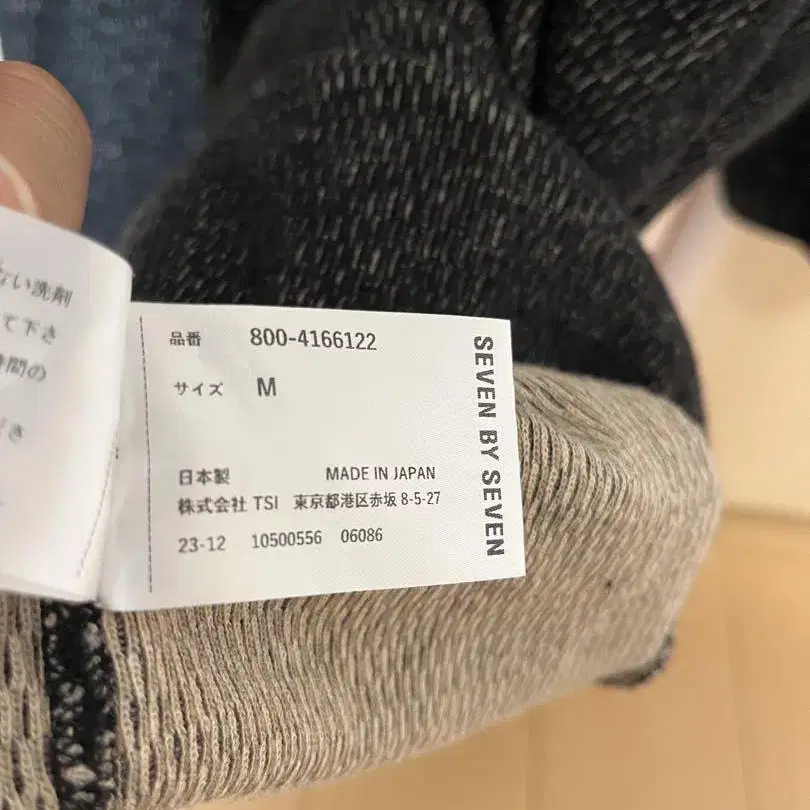 ない洗剤
て下さ
時間の
品番 800-4166122
サイズ M
日本製 MADE IN JAPAN
株式会社 TSI 東京都港区赤坂 8-5-27
23-12 10500556 06086
SEVEN BY SEVEN